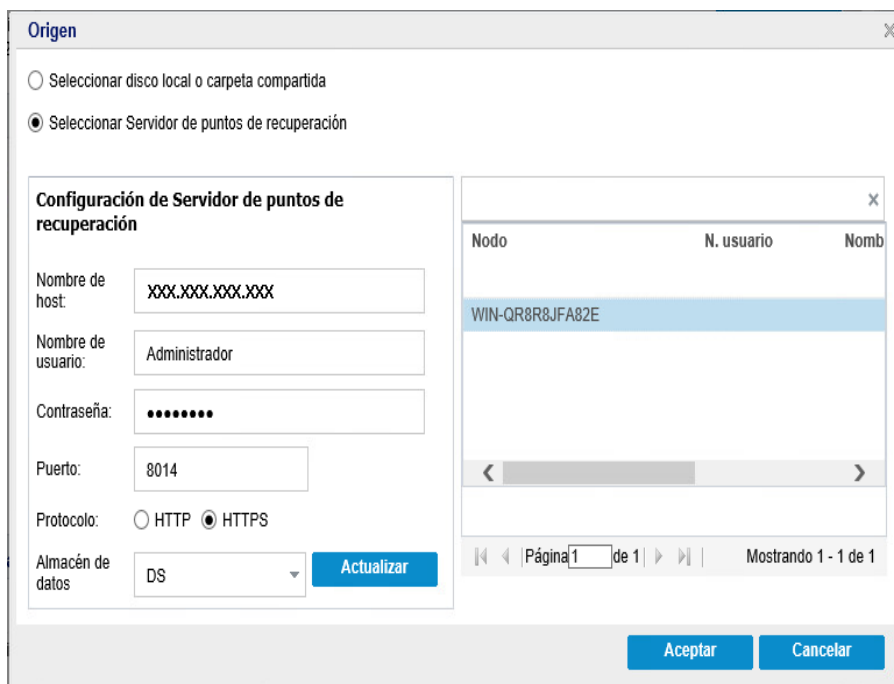 Origen
Seleccionar disco local o carpeta compartida
Seleccionar Servidor de puntos de recuperación
Configuración de Servidor de puntos de
recuperación
Nombre de
host:
XXX.XXX.XXX.XXX
Nombre de
usuario:
Administrador
Contraseña:
••••••••
Puerto:
8014
Protocolo:
HTTP
HTTPS
Almacén de
datos
DS
Actualizar
Nodo
N. usuario
Nomb
WIN-QR8R8JFA82E
Página 1 de 1
Mostrando 1 - 1 de 1
Aceptar
Cancelar